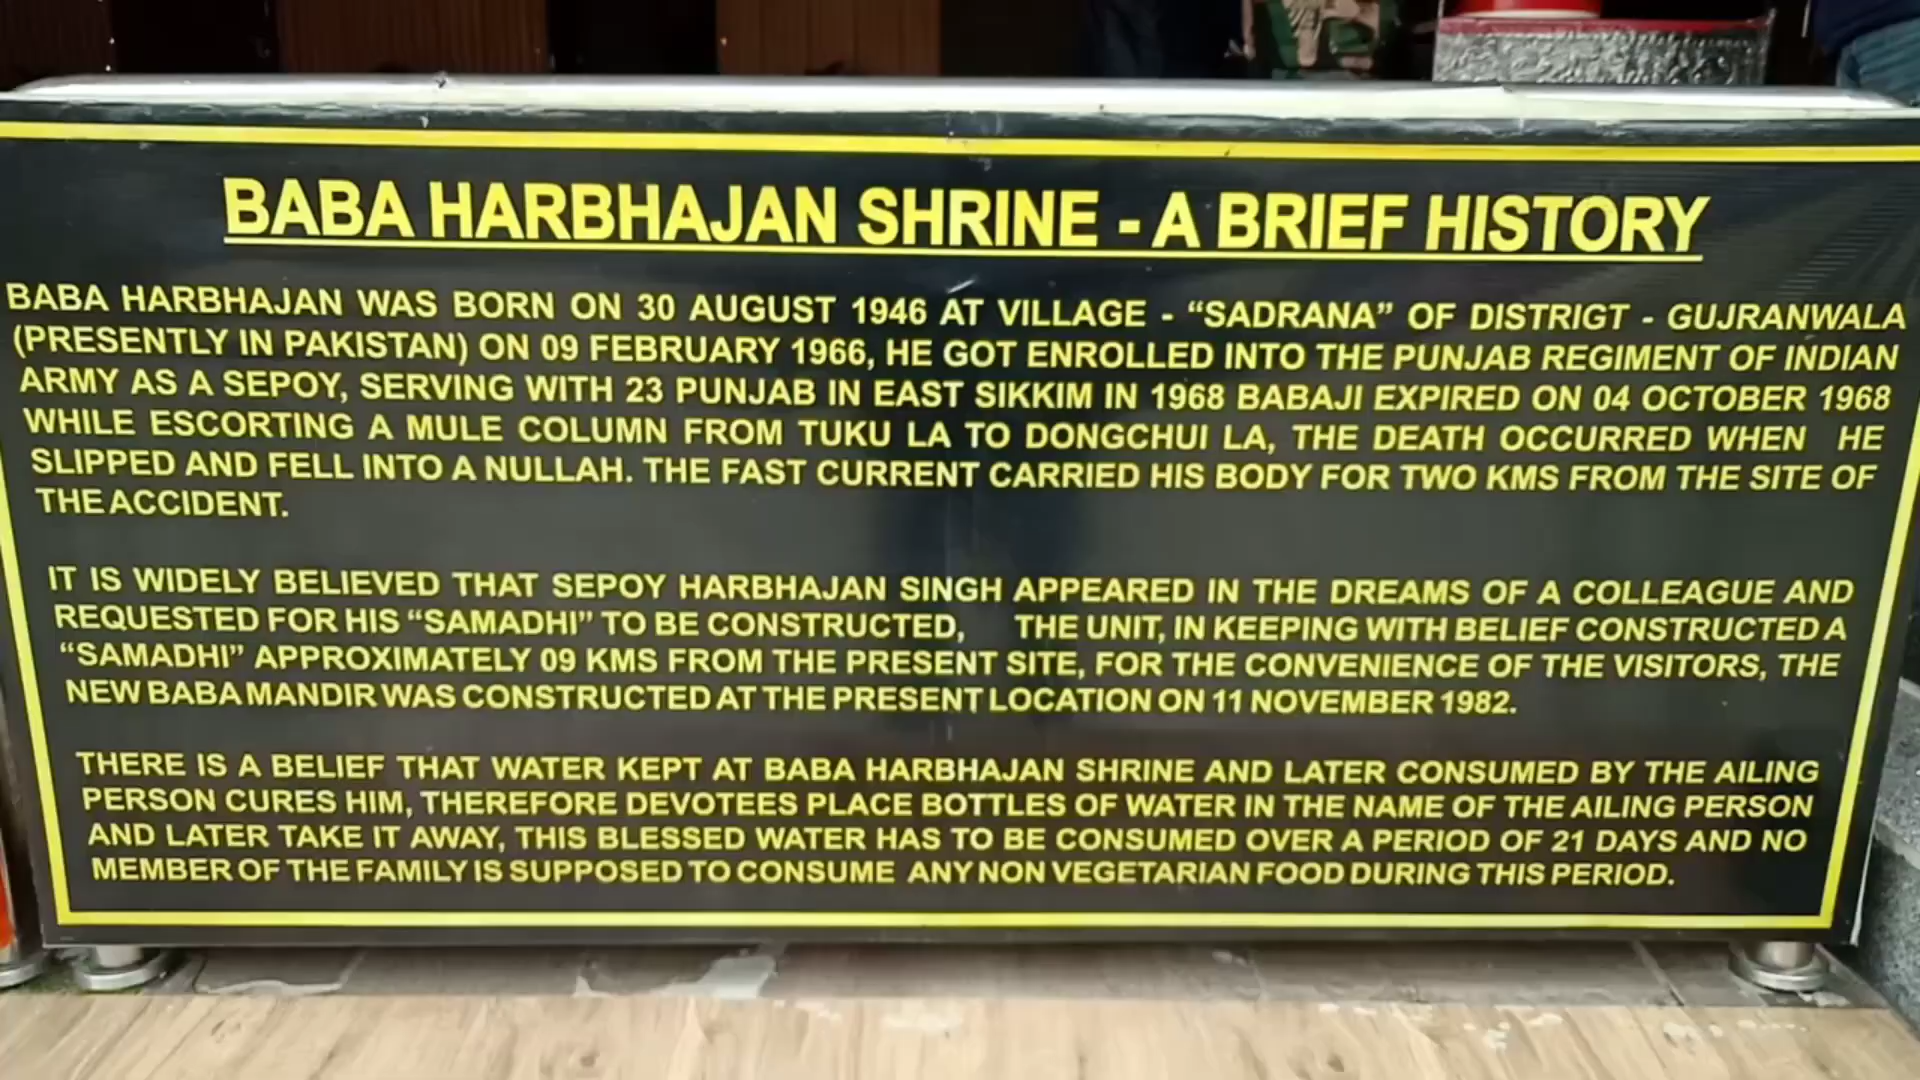 BABA HARBHAJAN SHRINE - A BRIEF HISTORY
BABA HARBHAJAN WAS BORN ON 30 AUGUST 1946 AT VILLAGE - “SADRANA” OF DISTRIGT - GUJRANWALA
(PRESENTLY IN PAKISTAN) ON 09 FEBRUARY 1966, HE GOT ENROLLED INTO THE PUNJAB REGIMENT OF INDIAN
ARMY AS A SEPOY, SERVING WITH 23 PUNJAB IN EAST SIKKIM IN 1968 BABAJI EXPIRED ON 04 OCTOBER 1968
WHILE ESCORTING A MULE COLUMN FROM TUKU LA TO DONGCHUI LA, THE DEATH OCCURRED WHEN HE
SLIPPED AND FELL INTO A NULLAH. THE FAST CURRENT CARRIED HIS BODY FOR TWO KMS FROM THE SITE OF
THE ACCIDENT.
IT IS WIDELY BELIEVED THAT SEPOY HARBHAJAN SINGH APPEARED IN THE DREAMS OF A COLLEAGUE AND
REQUESTED FOR HIS “SAMADHI” TO BE CONSTRUCTED, THE UNIT, IN KEEPING WITH BELIEF CONSTRUCTED A
“SAMADHI” APPROXIMATELY 09 KMS FROM THE PRESENT SITE, FOR THE CONVENIENCE OF THE VISITORS, THE
NEW BABA MANDIR WAS CONSTRUCTED AT THE PRESENT LOCATION ON 11 NOVEMBER 1982.
THERE IS A BELIEF THAT WATER KEPT AT BABA HARBHAJAN SHRINE AND LATER CONSUMED BY THE AILING
PERSON CURES HIM, THEREFORE DEVOTEES PLACE BOTTLES OF WATER IN THE NAME OF THE AILING PERSON
AND LATER TAKE IT AWAY, THIS BLESSED WATER HAS TO BE CONSUMED OVER A PERIOD OF 21 DAYS AND NO
MEMBER OF THE FAMILY IS SUPPOSED TO CONSUME ANY NON VEGETARIAN FOOD DURING THIS PERIOD.